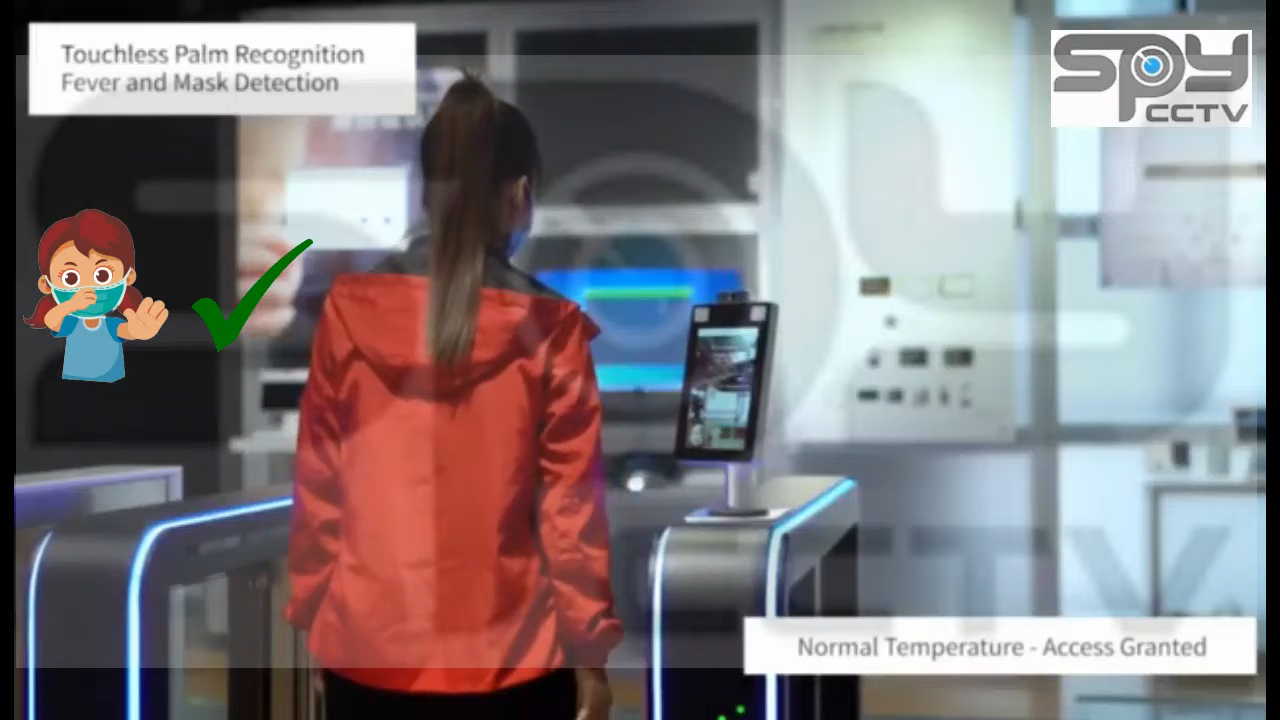 Touchless Palm Recognition
Fever and Mask Detection
SPY
CCTV
Normal Temperature - Access Granted